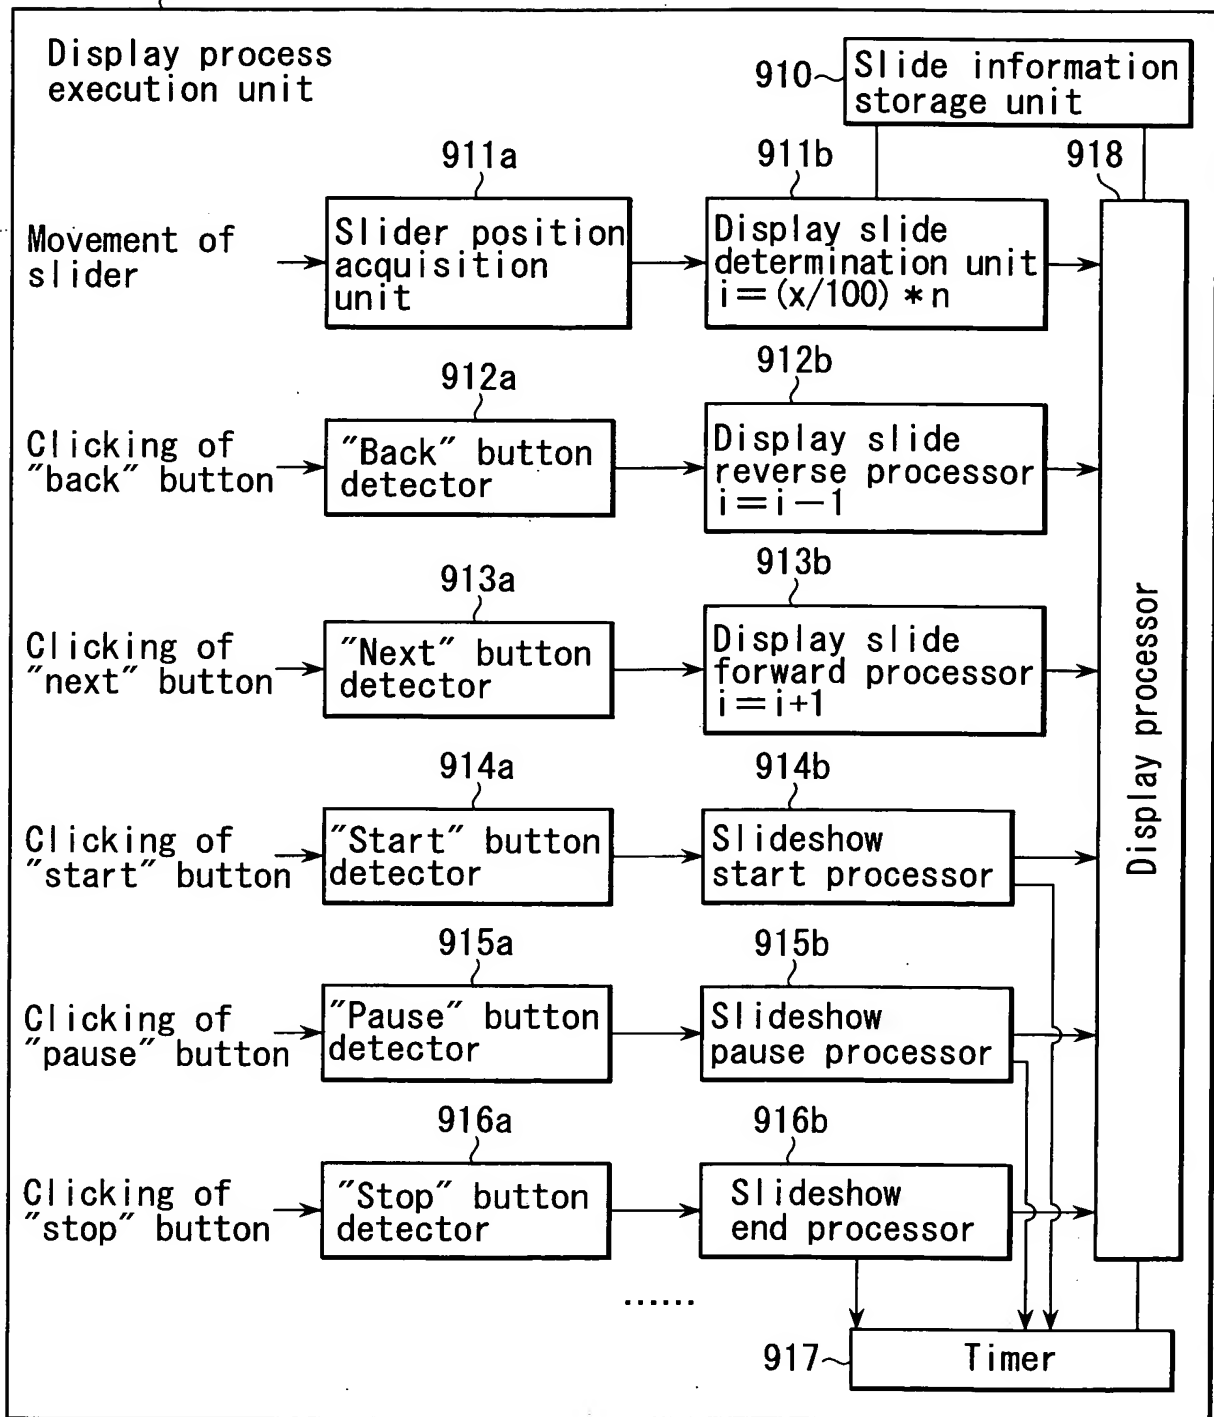 Display process
execution unit
910
Slide information
storage unit
911a
911b
918
Movement of
slider
Slider position
acquisition
unit
Display slide
determination unit
i=(x/100)*n
912a
912b
Clicking of
"back" button
"Back" button
detector
Display slide
reverse processor
i=i-1
913a
913b
Clicking of
"next" button
"Next" button
detector
Display slide
forward processor
i=i+1
Display processor
914a
914b
Clicking of
"start" button
"Start" button
detector
Slideshow
start processor
915a
915b
Clicking of
"pause" button
"Pause" button
detector
Slideshow
pause processor
916a
916b
Clicking of
"stop" button
"Stop" button
detector
Slideshow
end processor
......
917
Timer